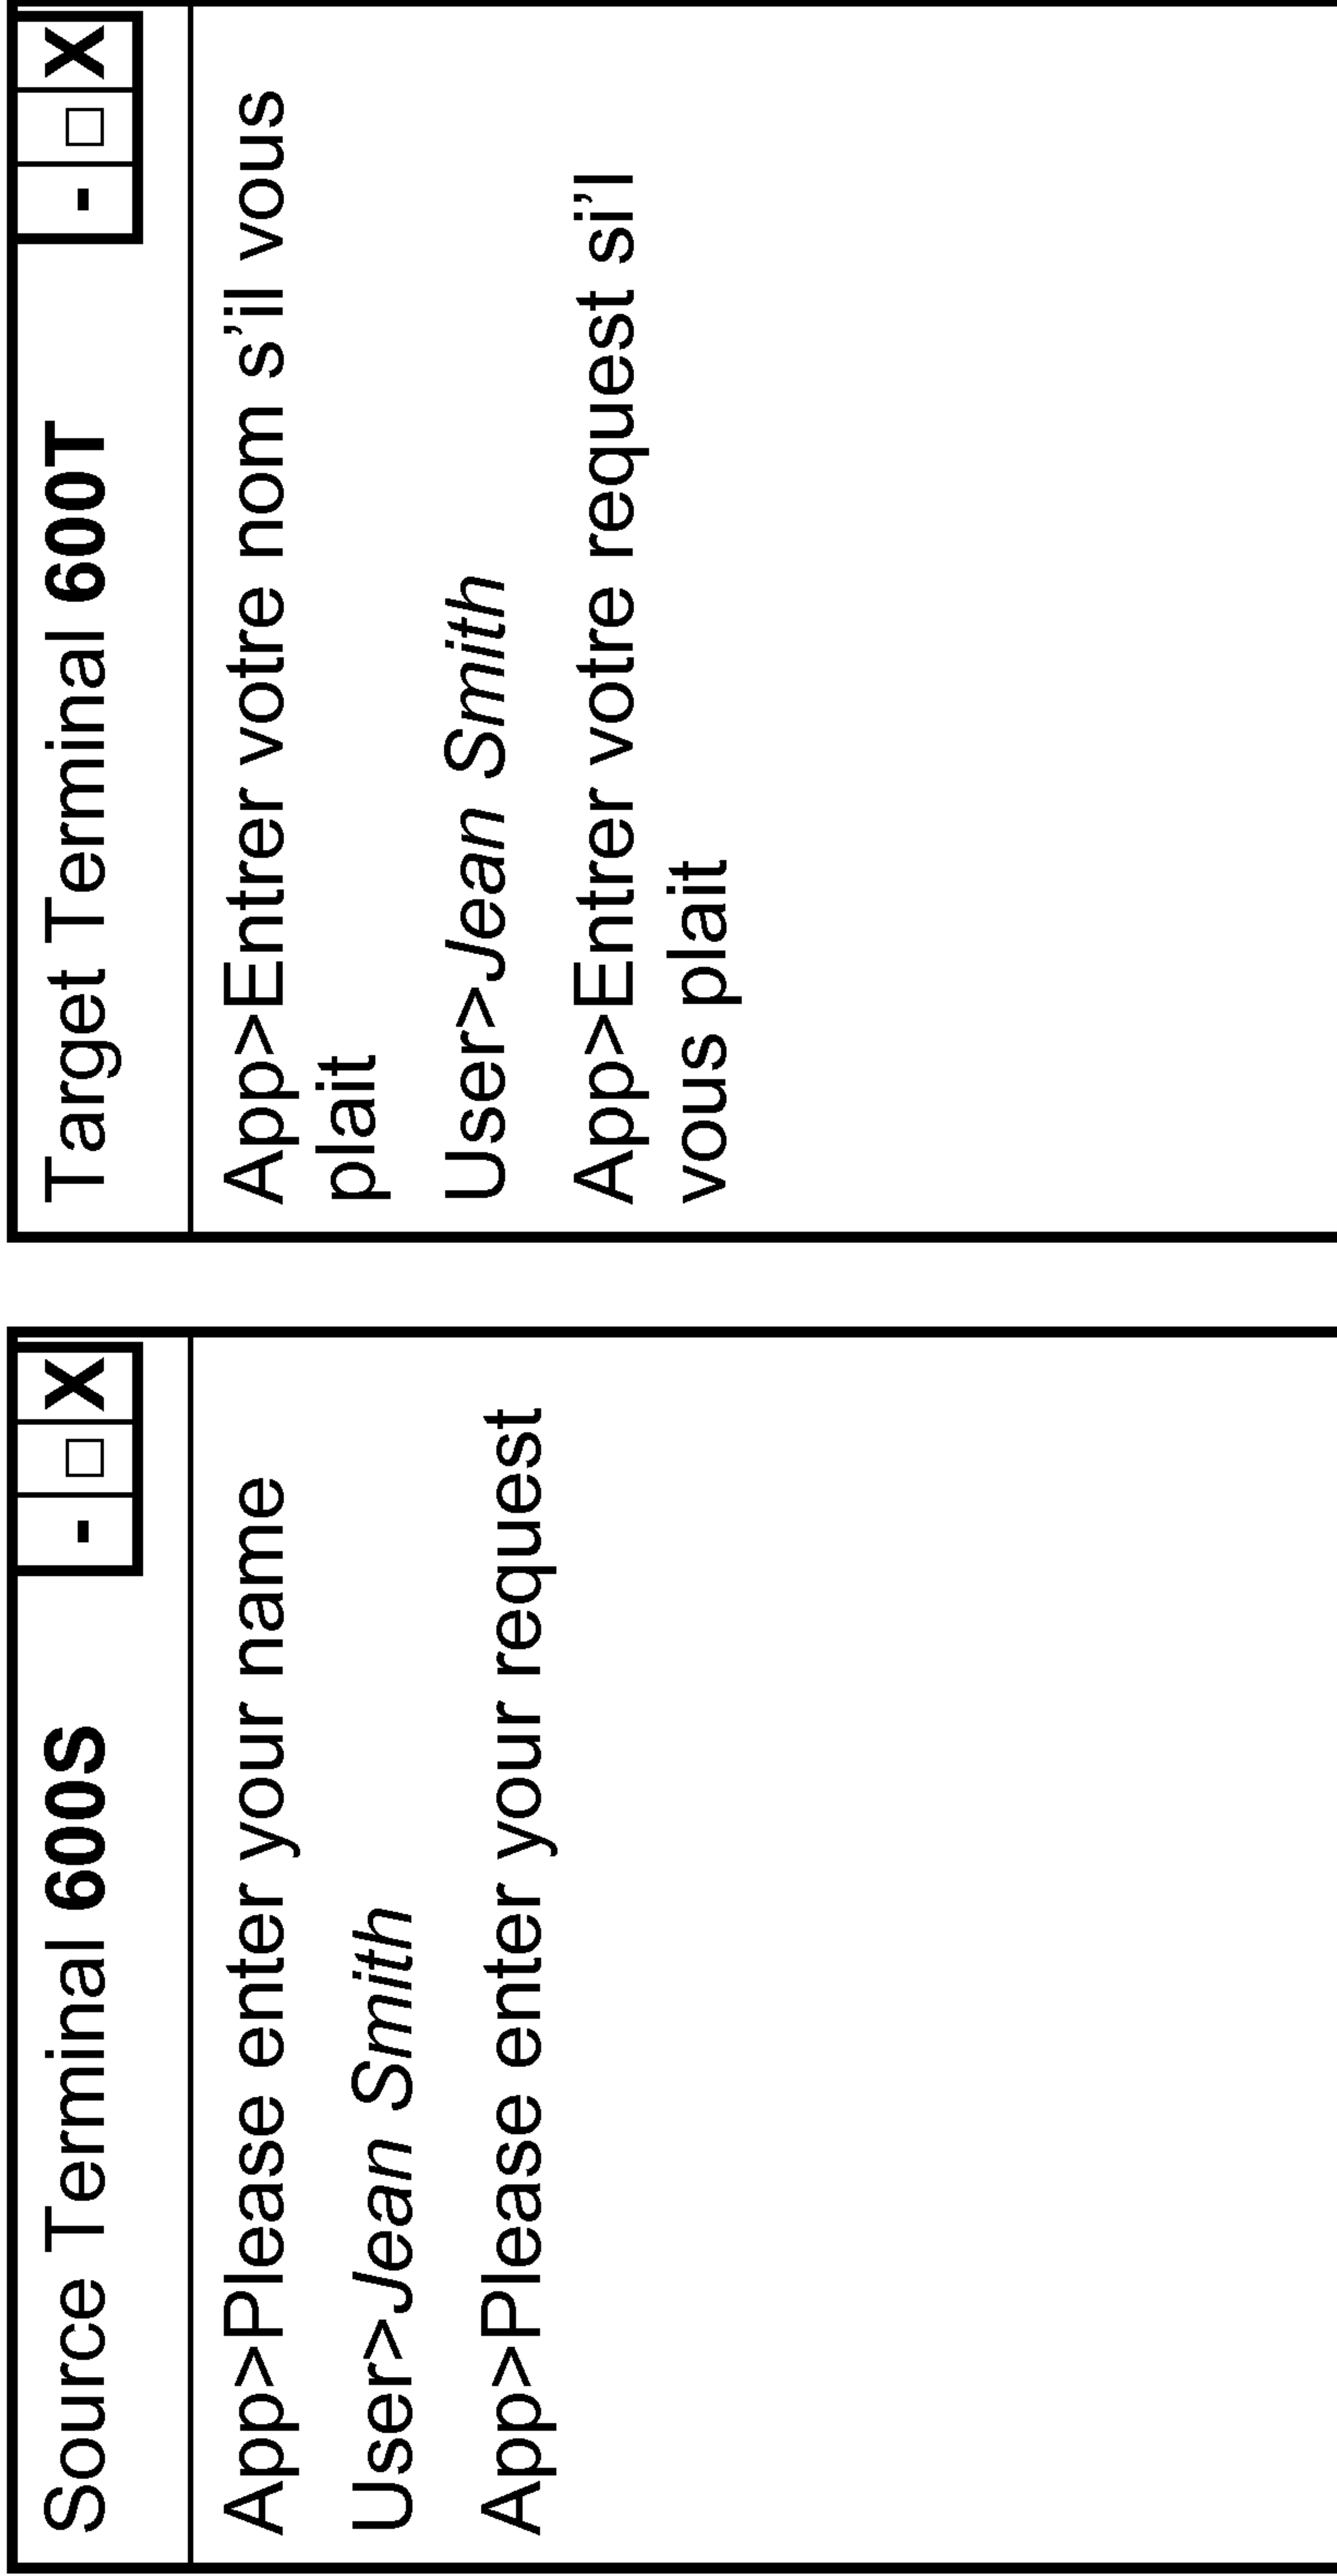 Source Terminal 600S
- □ X
App>Please enter your name
User>Jean Smith
App>Please enter your request
Target Terminal 600T
- □ X
App>Entrer votre nom s’il vous
plait
User>Jean Smith
App>Entrer votre request si’l
vous plait